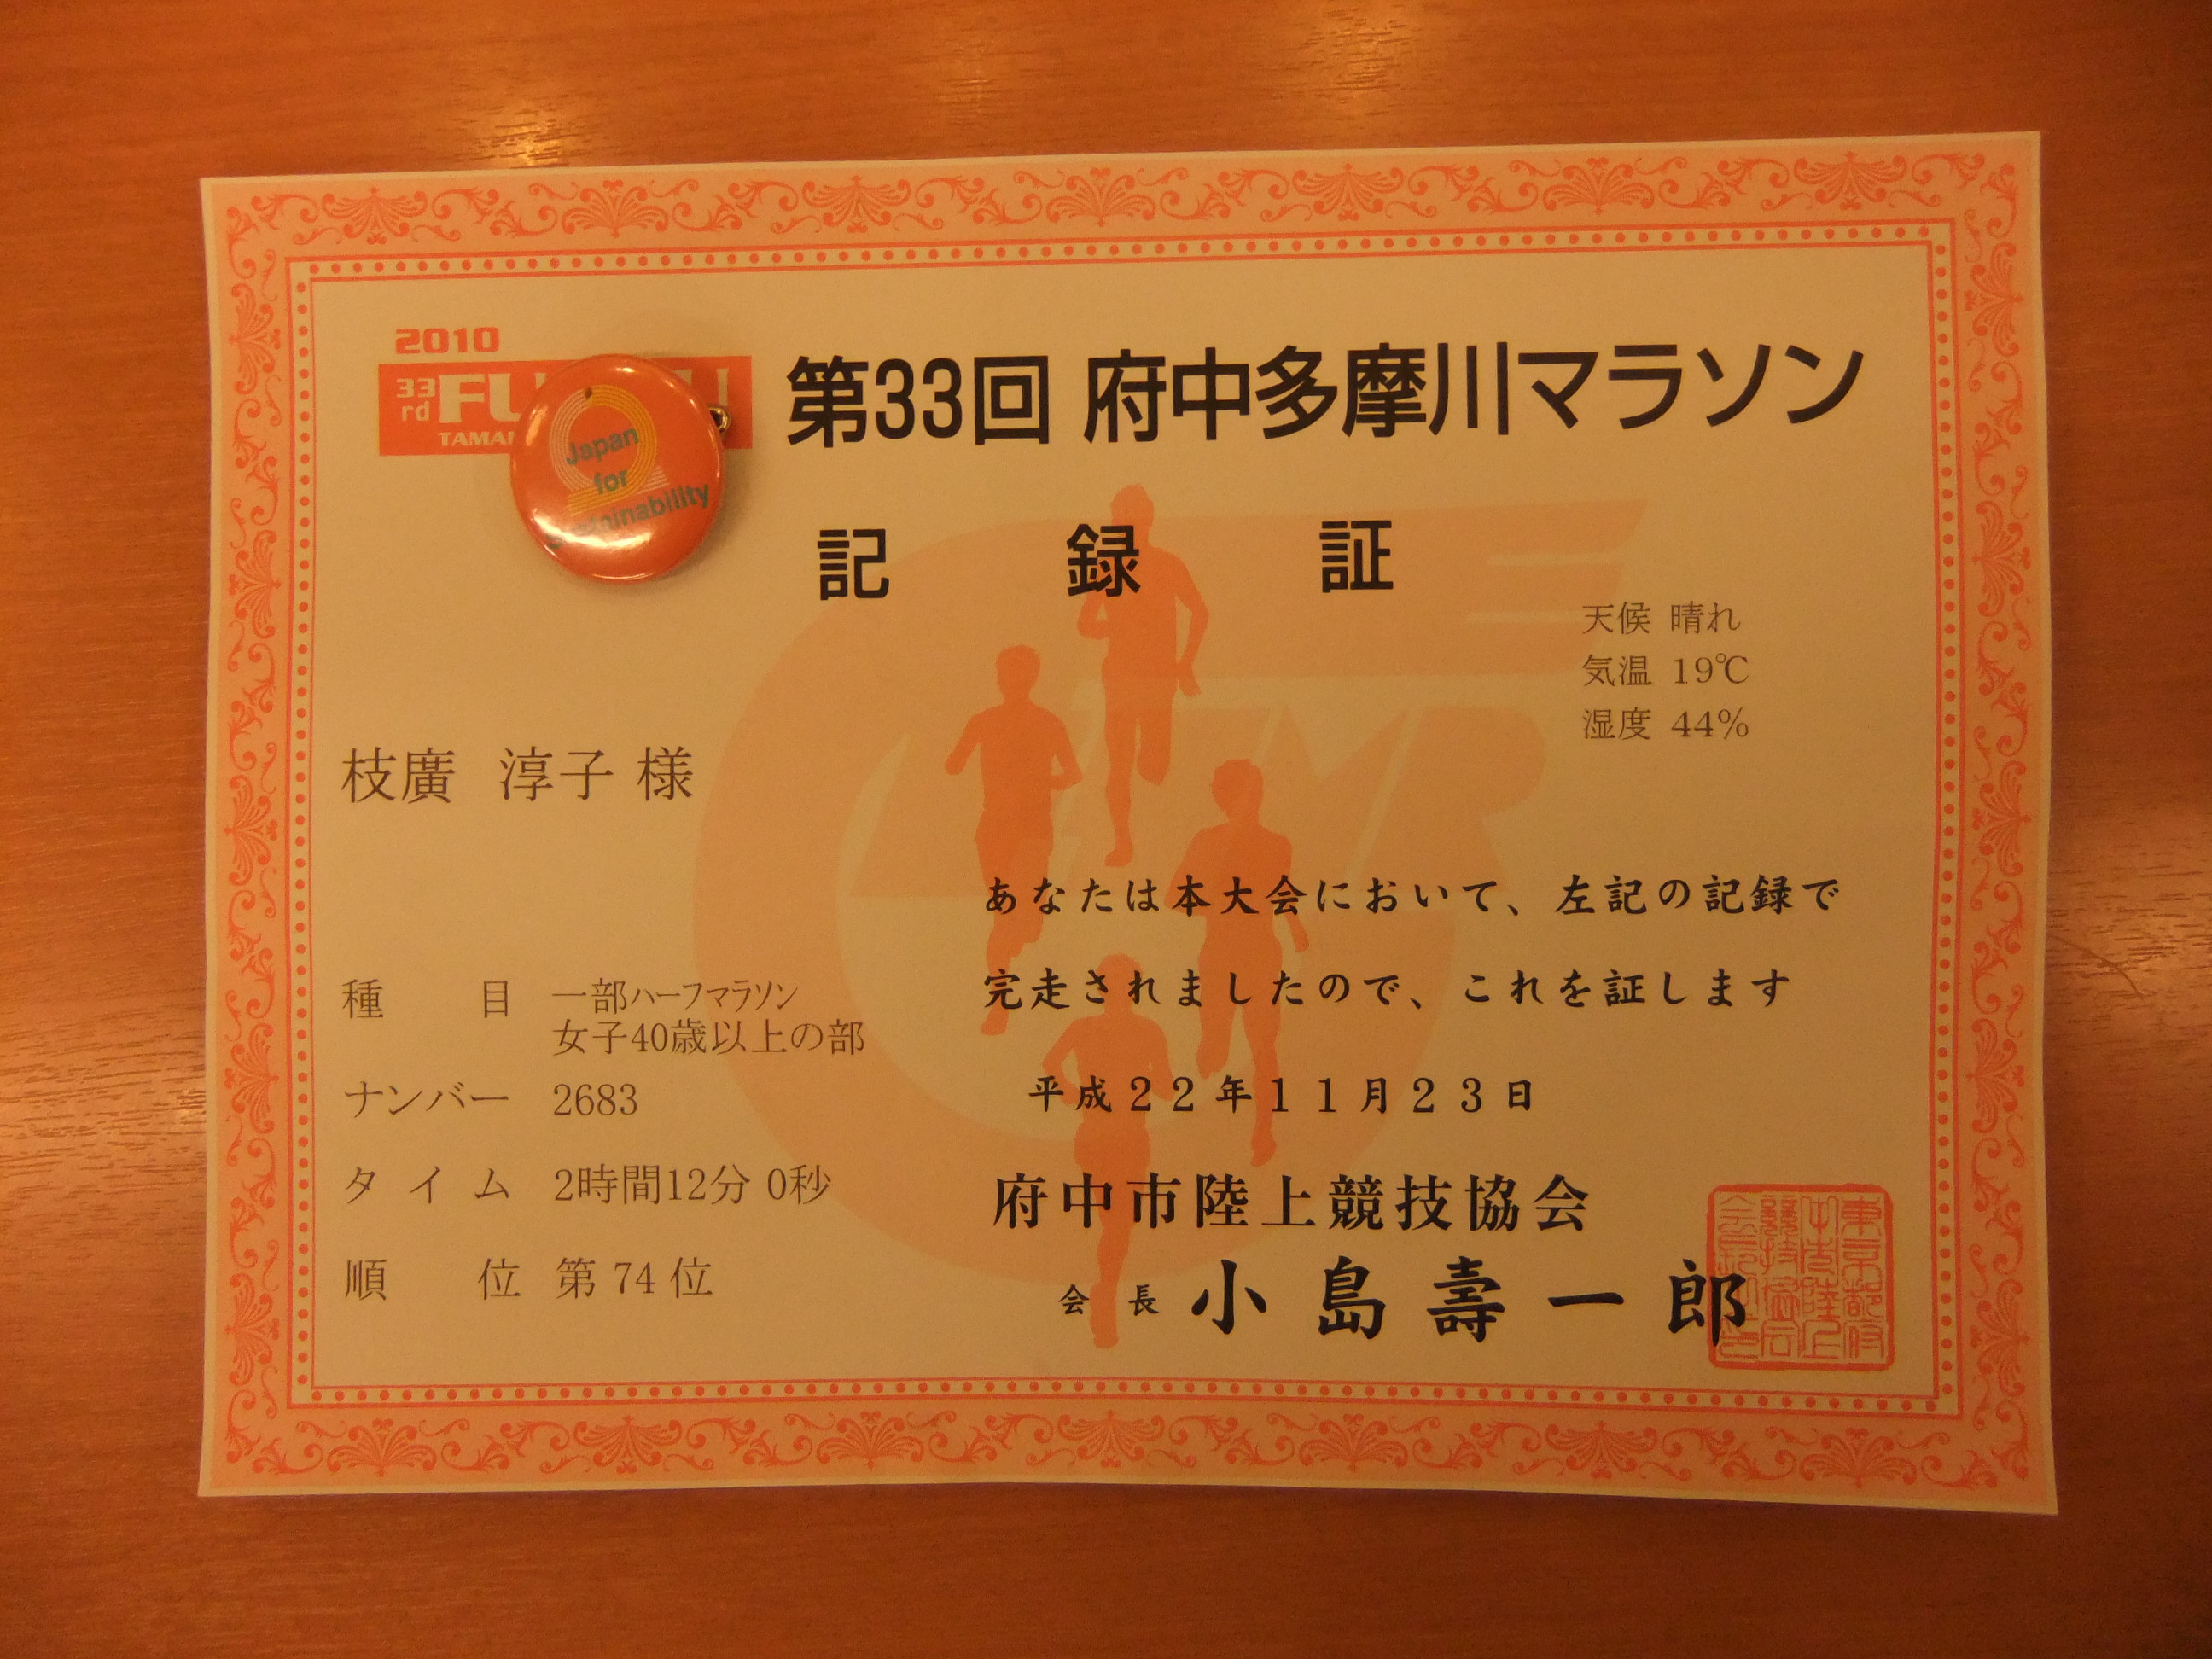 2010
33rd
第33回 府中多摩川マラソン
Japan
for
記録証
天候 晴れ
気温 19℃
湿度 44%
枝廣 淳子 様
あなたは本大会において、左記の記録で
完走されましたので、これを証します
種目 一部ハーフマラソン
女子40歳以上の部
ナンバー 2683
タイム 2時間12分 0秒
順位 第 74 位
平成22年11月23日
府中市陸上競技協会
会長 小島壽一郎